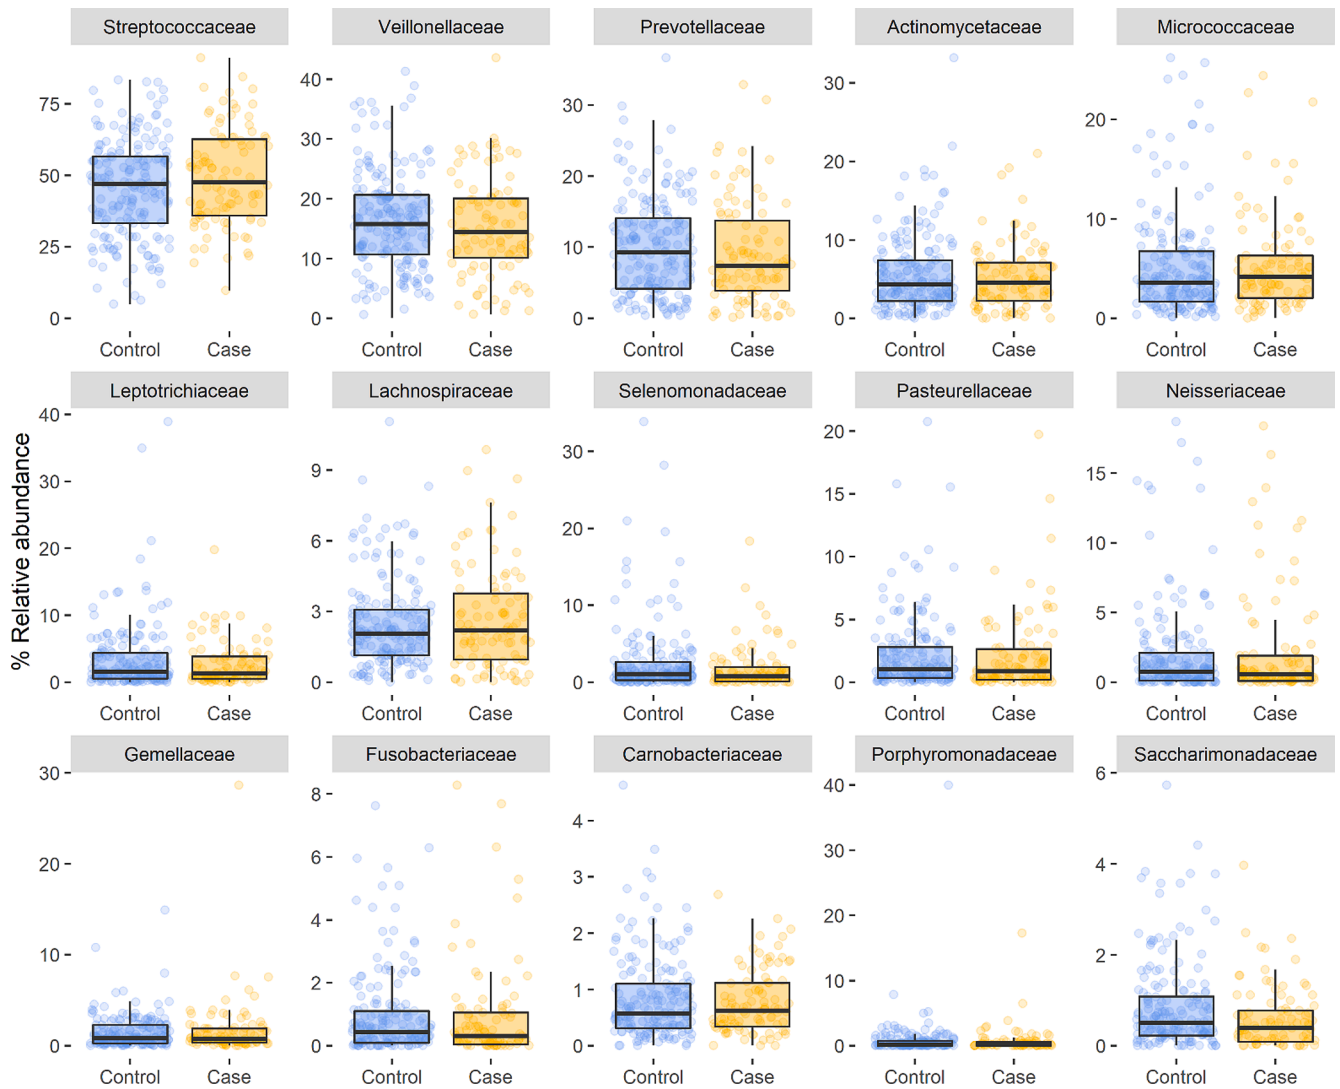 Streptococcaceae Veillonellaceae Prevotellaceae Actinomycetaceae Micrococcaceae
75 50 25 0
40 30 20 10 0
30 20 10 0
30 20 10 0
20 10 0
Control Case Control Case Control Case Control Case Control Case
Leptotrichiaceae Lachnospiraceae Selenomonadaceae Pasteurellaceae Neisseriaceae
% Relative abundance
40 30 20 10 0
9 6 3 0
30 20 10 0
20 15 10 5 0
15 10 5 0
Control Case Control Case Control Case Control Case Control Case
Gemellaceae Fusobacteriaceae Carnobacteriaceae Porphyromonadaceae Saccharimonadaceae
30 20 10 0
8 6 4 2 0
4 3 2 1 0
40 30 20 10 0
6 4 2 0
Control Case Control Case Control Case Control Case Control Case